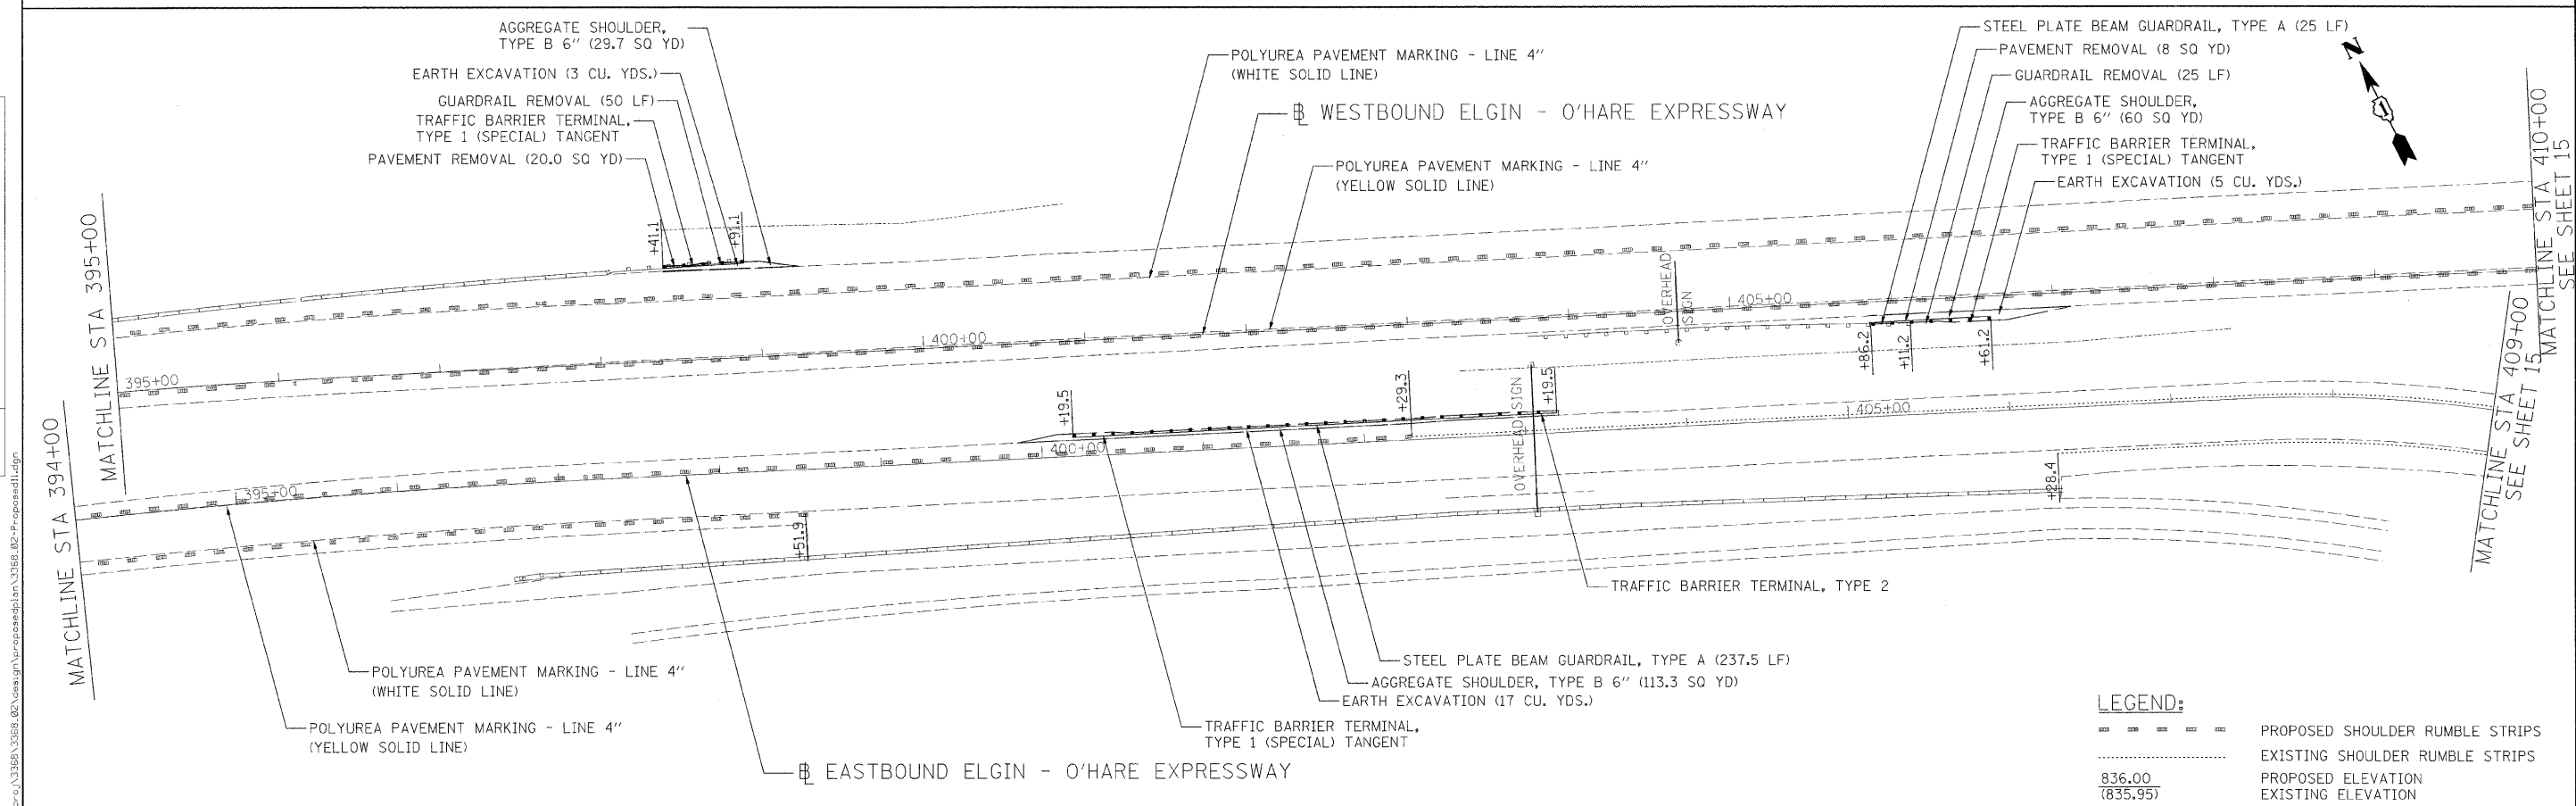 AGGREGATE SHOULDER,
TYPE B 6" (29.7 SQ YD)
EARTH EXCAVATION (3 CU. YDS.)
GUARDRAIL REMOVAL (50 LF)
TRAFFIC BARRIER TERMINAL,
TYPE 1 (SPECIAL) TANGENT
PAVEMENT REMOVAL (20.0 SQ YD)
POLYUREA PAVEMENT MARKING - LINE 4"
(WHITE SOLID LINE)
℄ WESTBOUND ELGIN - O'HARE EXPRESSWAY
POLYUREA PAVEMENT MARKING - LINE 4"
(YELLOW SOLID LINE)
STEEL PLATE BEAM GUARDRAIL, TYPE A (25 LF)
PAVEMENT REMOVAL (8 SQ YD)
GUARDRAIL REMOVAL (25 LF)
AGGREGATE SHOULDER,
TYPE B 6" (60 SQ YD)
TRAFFIC BARRIER TERMINAL,
TYPE 1 (SPECIAL) TANGENT
EARTH EXCAVATION (5 CU. YDS.)
N
MATCHLINE STA 410+00
SEE SHEET 15
MATCHLINE STA 395+00
+41.1
+91.1
395+00
400+00
OVERHEAD
SIGN
405+00
+86.2
+11.2
+61.2
MATCHLINE STA 394+00
395+00
+51.9
+19.5
400+00
+29.3
OVERHEAD SIGN
+19.5
405+00
+28.4
MATCHLINE STA 409+00
SEE SHEET 15
TRAFFIC BARRIER TERMINAL, TYPE 2
STEEL PLATE BEAM GUARDRAIL, TYPE A (237.5 LF)
AGGREGATE SHOULDER, TYPE B 6" (113.3 SQ YD)
EARTH EXCAVATION (17 CU. YDS.)
TRAFFIC BARRIER TERMINAL,
TYPE 1 (SPECIAL) TANGENT
POLYUREA PAVEMENT MARKING - LINE 4"
(WHITE SOLID LINE)
POLYUREA PAVEMENT MARKING - LINE 4"
(YELLOW SOLID LINE)
℄ EASTBOUND ELGIN - O'HARE EXPRESSWAY
LEGEND:
PROPOSED SHOULDER RUMBLE STRIPS
EXISTING SHOULDER RUMBLE STRIPS
836.00 PROPOSED ELEVATION
(835.95) EXISTING ELEVATION